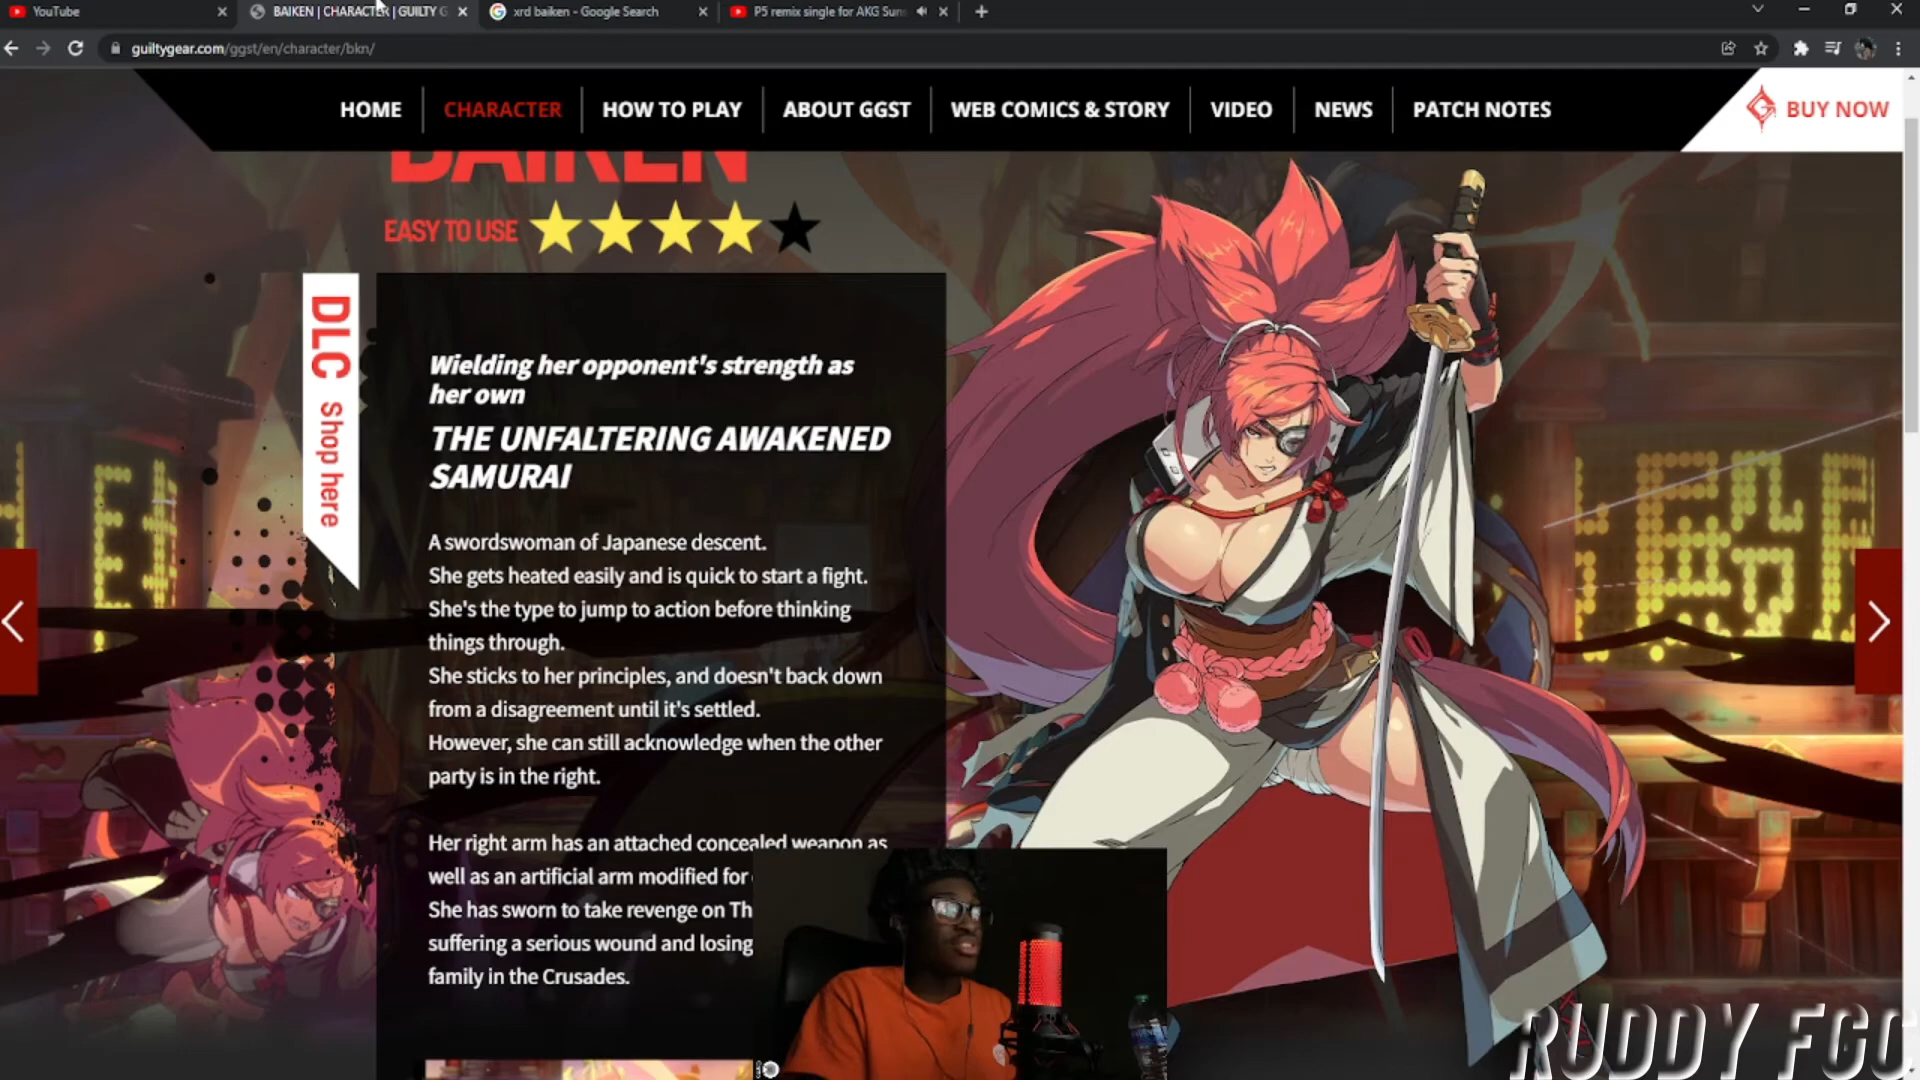 YouTube
BAIKEN | CHARACTER | GUILTY G
xrd baiken - Google Search
P5 remix single for AKG Sun
guiltygear.com/ggst/en/character/bkn/
HOME
CHARACTER
HOW TO PLAY
ABOUT GGST
WEB COMICS & STORY
VIDEO
NEWS
PATCH NOTES
BUY NOW
BAIKEN
EASY TO USE
DLC Shop here
Wielding her opponent's strength as
her own
THE UNFALTERING AWAKENED
SAMURAI
A swordswoman of Japanese descent.
She gets heated easily and is quick to start a fight.
She's the type to jump to action before thinking
things through.
She sticks to her principles, and doesn't back down
from a disagreement until it's settled.
However, she can still acknowledge when the other
party is in the right.
Her right arm has an attached concealed weapon as
well as an artificial arm modified for
She has sworn to take revenge on Th
suffering a serious wound and losing
family in the Crusades.
RUDDY FGC